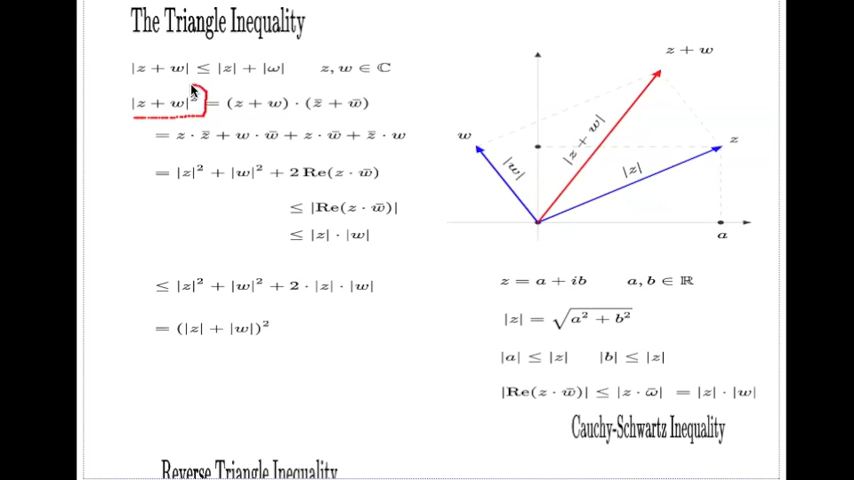 The Triangle Inequality
|z + w| ≤ |z| + |ω|   z, w ∈ ℂ
|z + w|² = (z + w) · (z̄ + w̄)
= z · z̄ + w · w̄ + z · w̄ + z̄ · w
= |z|² + |w|² + 2 Re(z · w̄)
≤ |Re(z · w̄)|
≤ |z| · |w|
≤ |z|² + |w|² + 2 · |z| · |w|
= (|z| + |w|)²
z + w
w
z
|w|
|z + w|
|z|
a
z = a + ib   a, b ∈ ℝ
|z| = √(a² + b²)
|a| ≤ |z|   |b| ≤ |z|
|Re(z · w̄)| ≤ |z · ω̄| = |z| · |w|
Cauchy-Schwartz Inequality
Reverse Triangle Inequality